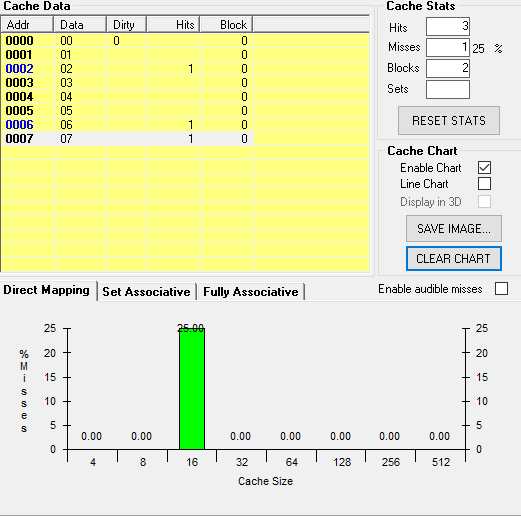 Cache Data
Addr Data Dirty Hits Block
0000 00 0 0
0001 01 0
0002 02 1 0
0003 03 0
0004 04 0
0005 05 0
0006 06 1 0
0007 07 1 0
Cache Stats
Hits 3
Misses 1 25 %
Blocks 2
Sets
RESET STATS
Cache Chart
Enable Chart
Line Chart
Display in 3D
SAVE IMAGE...
CLEAR CHART
Direct Mapping Set Associative Fully Associative
Enable audible misses
% Misses
25 25.00 25
20 20
15 15
10 10
5 5
0.00 0.00 0.00 0.00 0.00 0.00 0.00
0 0
4 8 16 32 64 128 256 512
Cache Size